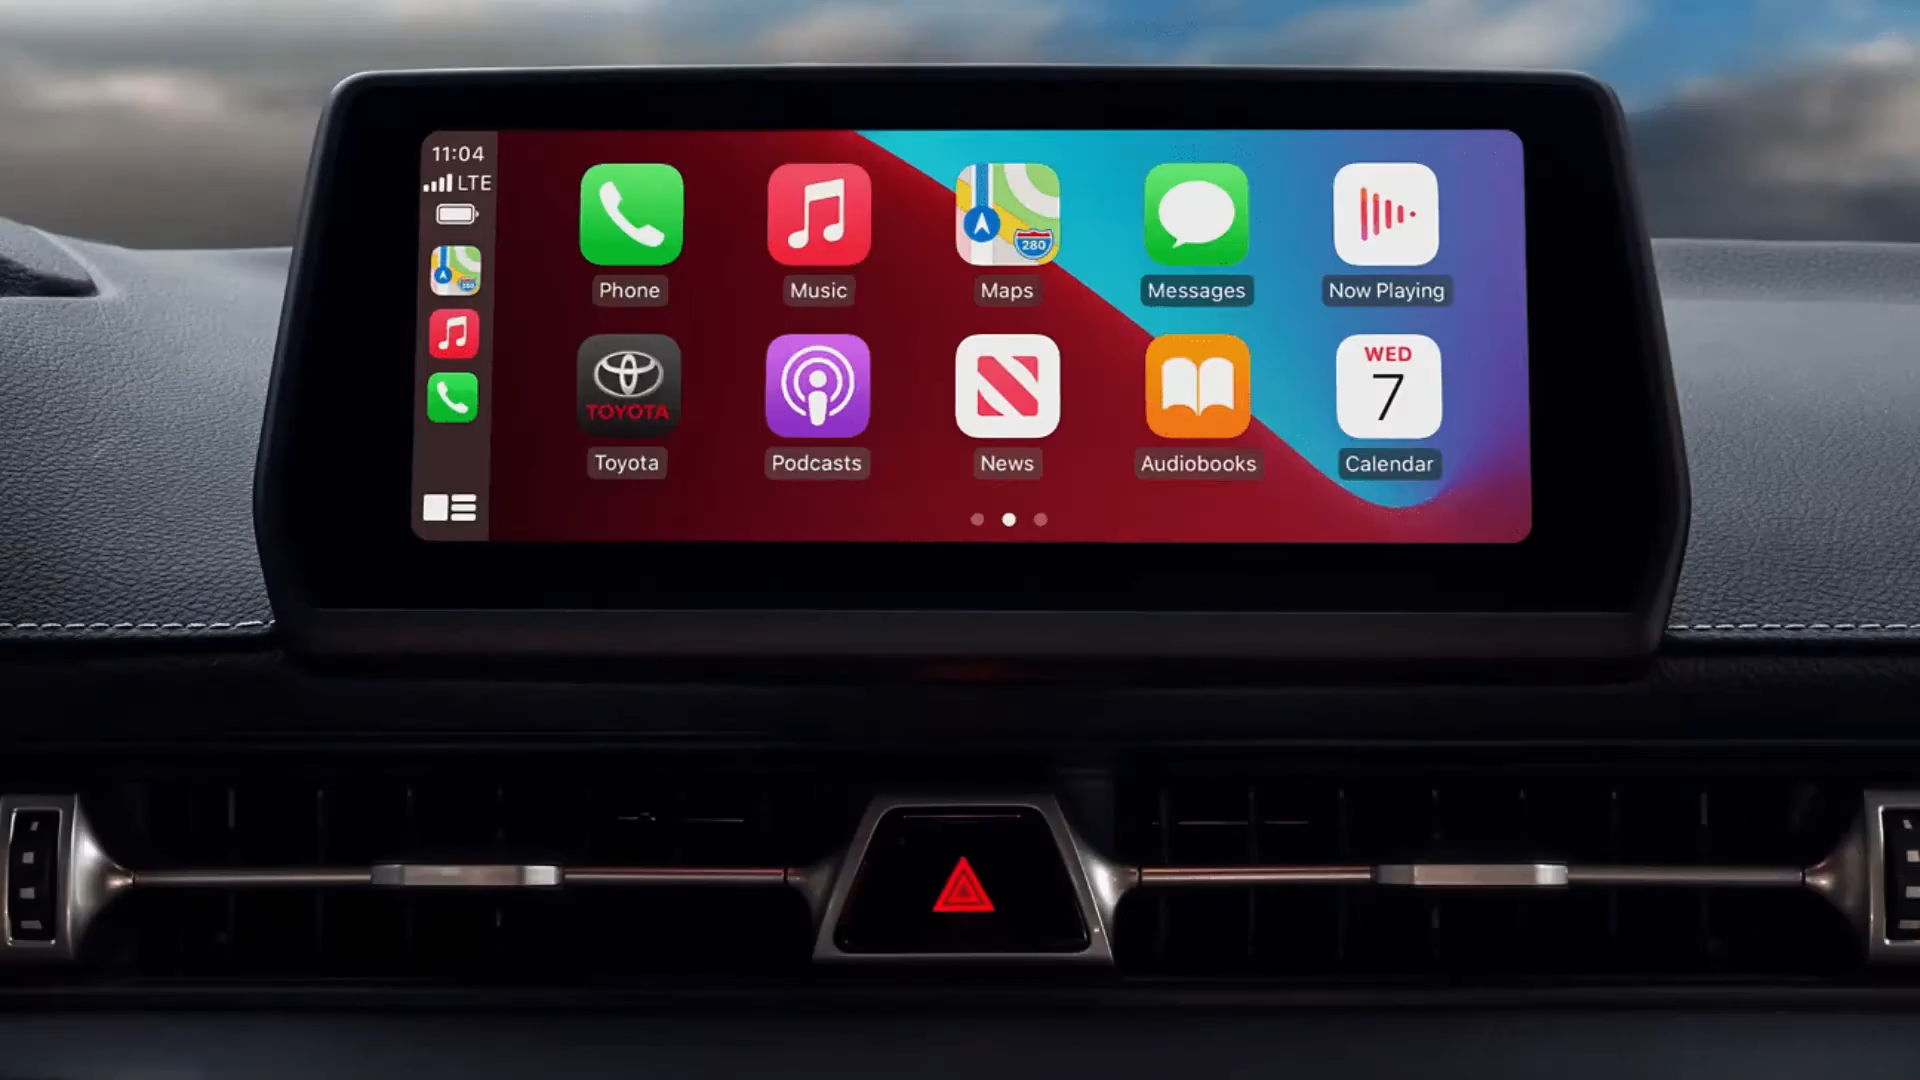 11:04
LTE
280
Phone
Music
Maps
Messages
Now Playing
TOYOTA
WED
7
Toyota
Podcasts
News
Audiobooks
Calendar